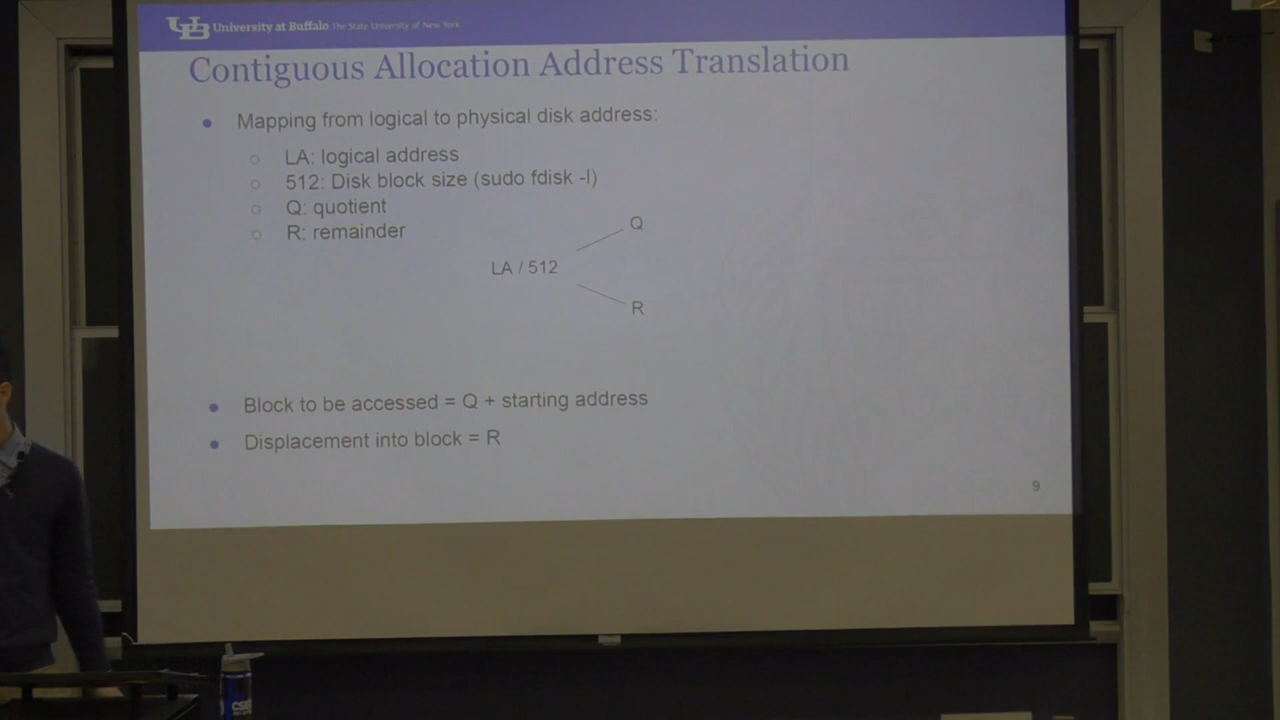 UB University at Buffalo The State University of New York
Contiguous Allocation Address Translation
● Mapping from logical to physical disk address:
○ LA: logical address
○ 512: Disk block size (sudo fdisk -l)
○ Q: quotient
○ R: remainder
Q
LA / 512
R
● Block to be accessed = Q + starting address
● Displacement into block = R
9
CSE